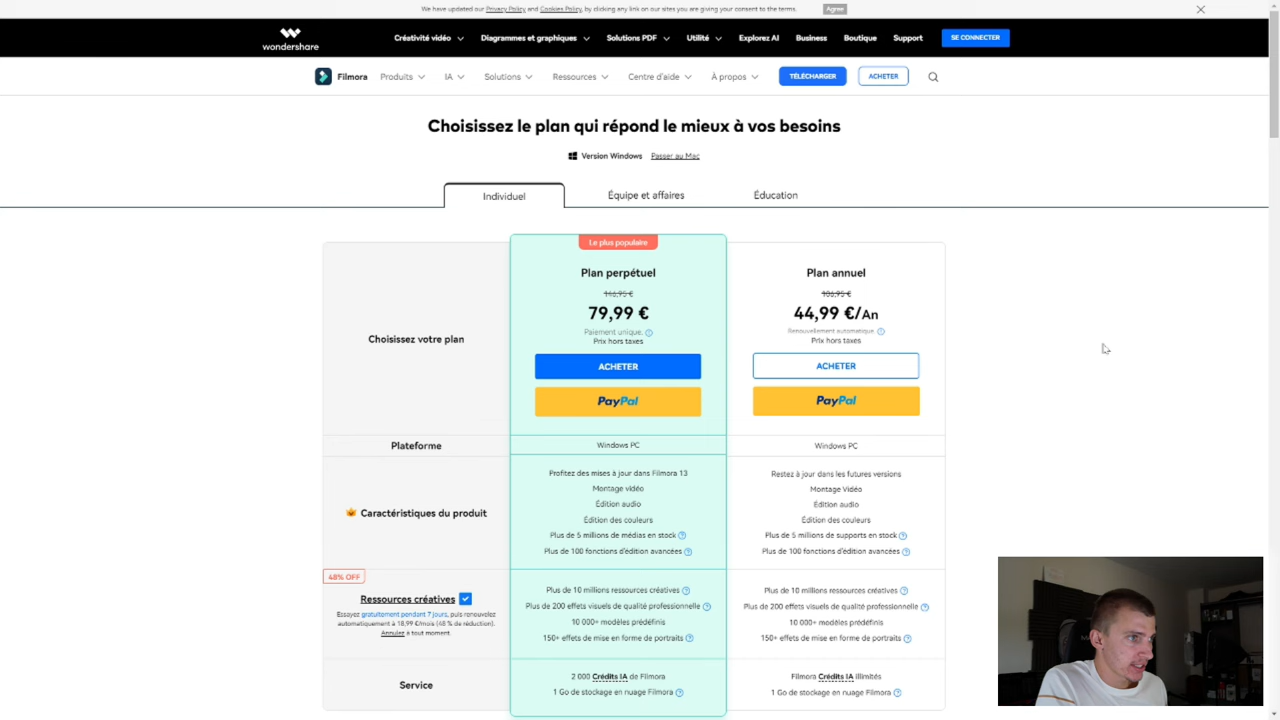 We have updated our Privacy Policy and Cookies Policy, by clicking any link on our sites you are giving your consent to the terms. Agree
wondershare
Créativité vidéo Diagrammes et graphiques Solutions PDF Utilité Explorez AI Business Boutique Support SE CONNECTER
Filmora Produits IA Solutions Ressources Centre d'aide À propos TÉLÉCHARGER ACHETER
Choisissez le plan qui répond le mieux à vos besoins
Version Windows Passer au Mac
Individuel Équipe et affaires Éducation
Le plus populaire
Choisissez votre plan
Plan perpétuel
146,95 €
79,99 €
Paiement unique.
Prix hors taxes
ACHETER
PayPal
Plan annuel
106,95 €
44,99 €/An
Renouvellement automatique
Prix hors taxes
ACHETER
PayPal
Plateforme Windows PC Windows PC
Caractéristiques du produit
Profitez des mises à jour dans Filmora 13
Montage vidéo
Édition audio
Édition des couleurs
Plus de 5 millions de médias en stock
Plus de 100 fonctions d'édition avancées
Restez à jour dans les futures versions
Montage Vidéo
Édition audio
Édition des couleurs
Plus de 5 millions de supports en stock
Plus de 100 fonctions d'édition avancées
48% OFF
Ressources créatives
Essayez gratuitement pendant 7 jours, puis renouvelez
automatiquement à 18,99 €/mois (48 % de réduction).
Annulez à tout moment.
Plus de 10 millions ressources créatives
Plus de 200 effets visuels de qualité professionnelle
10 000+ modèles prédéfinis
150+ effets de mise en forme de portraits
Plus de 10 millions de ressources créatives
Plus de 200 effets visuels de qualité professionnelle
10 000+ modèles prédéfinis
150+ effets de mise en forme de portraits
Service
2 000 Crédits IA de Filmora
1 Go de stockage en nuage Filmora
Filmora Crédits IA illimités
1 Go de stockage en nuage Filmora